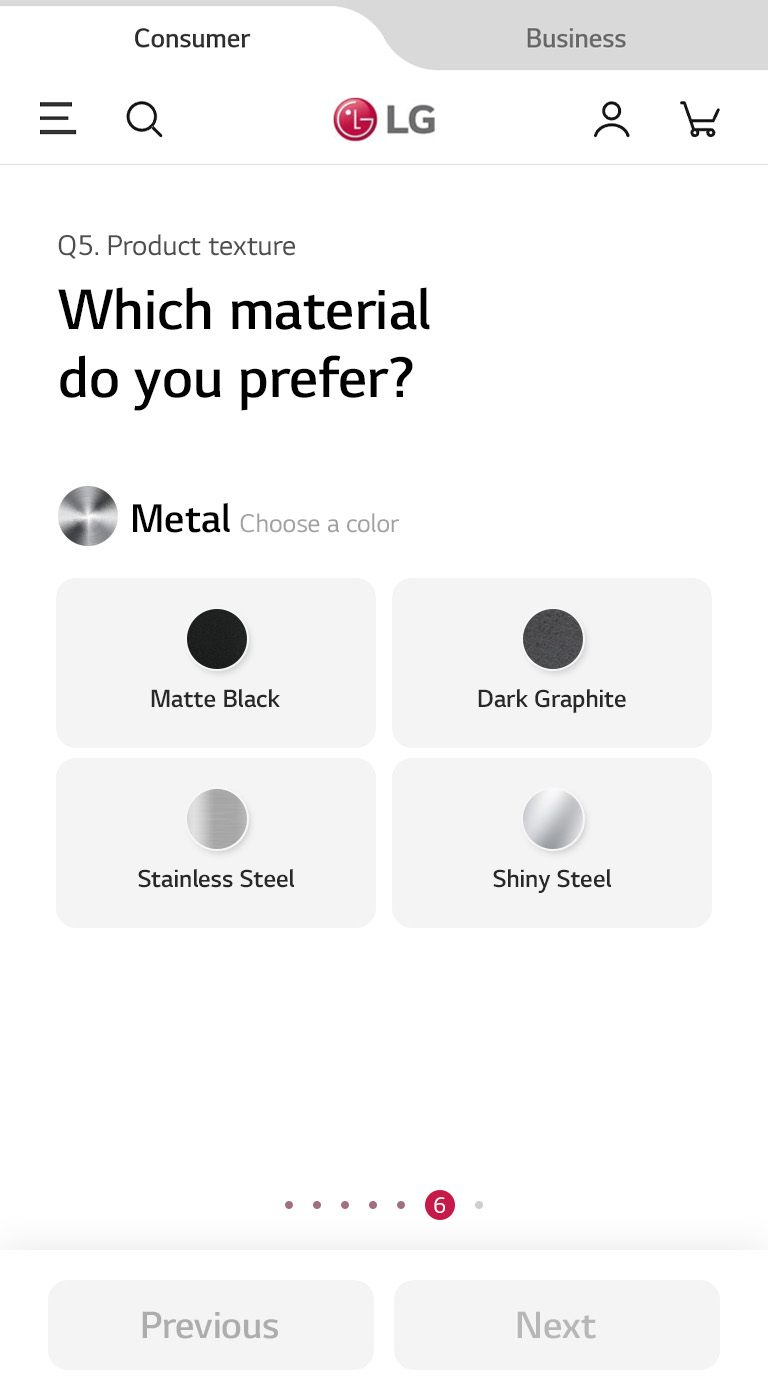 Consumer
Business
LG
Q5. Product texture
Which material
do you prefer?
Metal Choose a color
Matte Black
Dark Graphite
Stainless Steel
Shiny Steel
6
Previous
Next